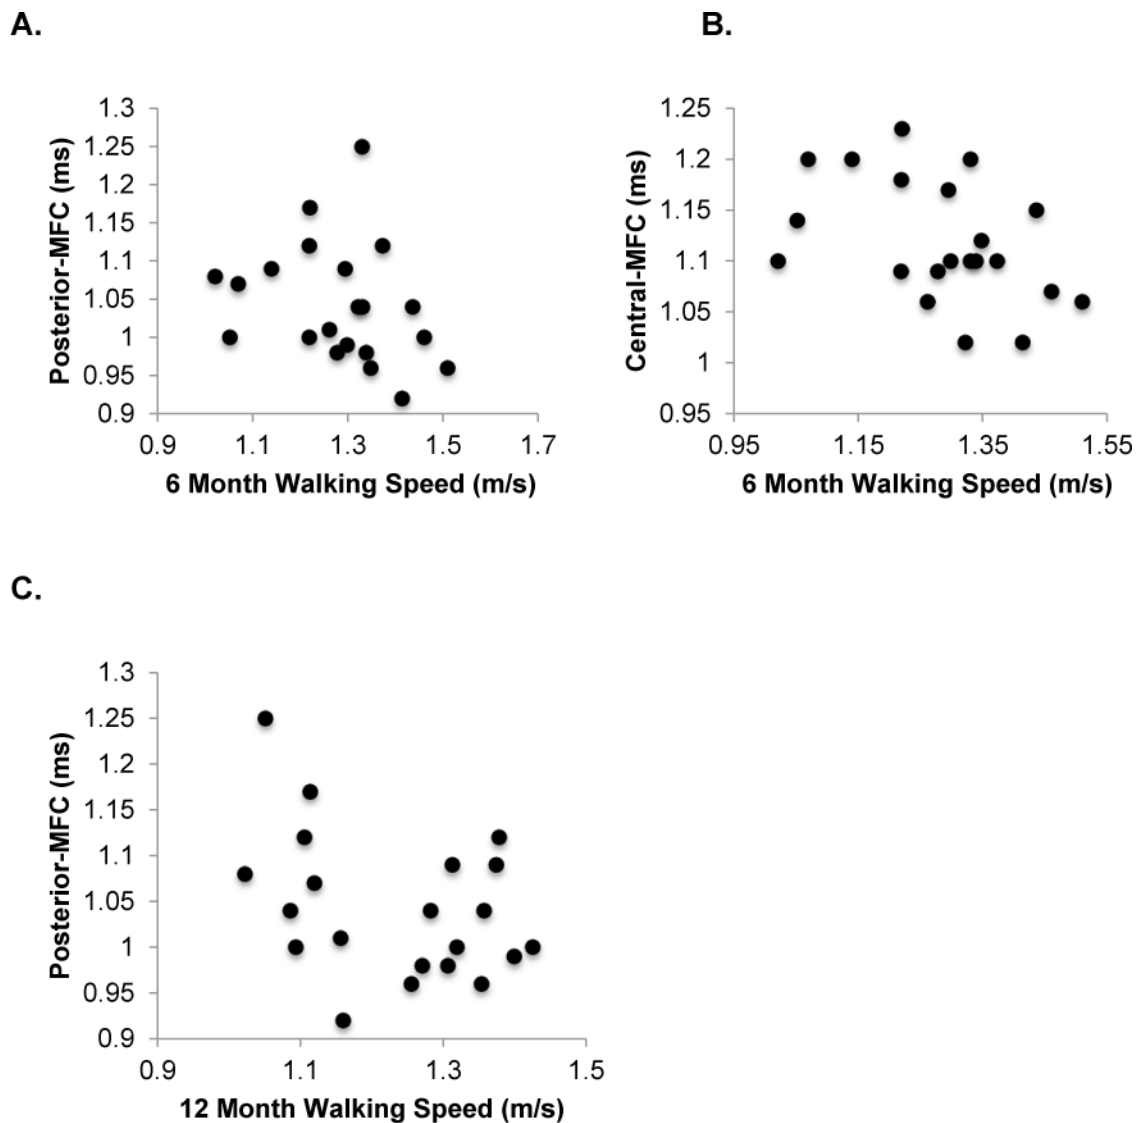 A.
B.
1.3
1.25
1.2
1.15
1.1
1.05
1
0.95
0.9
Posterior-MFC (ms)
0.9 1.1 1.3 1.5 1.7
6 Month Walking Speed (m/s)
1.25
1.2
1.15
1.1
1.05
1
0.95
Central-MFC (ms)
0.95 1.15 1.35 1.55
6 Month Walking Speed (m/s)
C.
1.3
1.25
1.2
1.15
1.1
1.05
1
0.95
0.9
Posterior-MFC (ms)
0.9 1.1 1.3 1.5
12 Month Walking Speed (m/s)